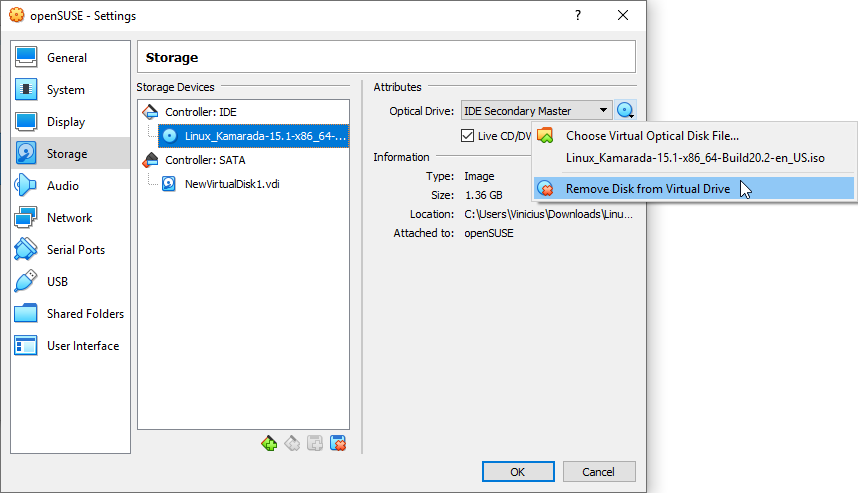 openSUSE - Settings
General
System
Display
Storage
Audio
Network
Serial Ports
USB
Shared Folders
User Interface
Storage
Storage Devices
Controller: IDE
Linux_Kamarada-15.1-x86_64-...
Controller: SATA
NewVirtualDisk1.vdi
Attributes
Optical Drive: IDE Secondary Master
Live CD/DV
Information
Type: Image
Size: 1.36 GB
Location: C:\Users\Vinicius\Downloads\Linu...
Attached to: openSUSE
Choose Virtual Optical Disk File...
Linux_Kamarada-15.1-x86_64-Build20.2-en_US.iso
Remove Disk from Virtual Drive
OK
Cancel